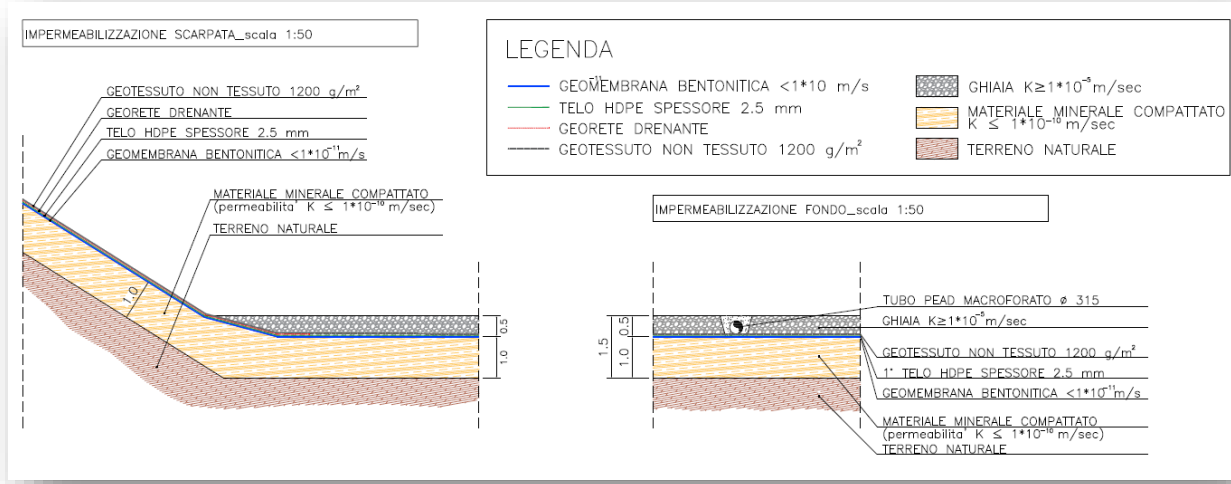 IMPERMEABILIZZAZIONE SCARPATA_scala 1:50
GEOTESSUTO NON TESSUTO 1200 g/m²
GEORETE DRENANTE
TELO HDPE SPESSORE 2.5 mm
GEOMEMBRANA BENTONITICA <1*10⁻¹¹m/s
MATERIALE MINERALE COMPATTATO
(permeabilita' K ≤ 1*10⁻¹⁰ m/sec)
TERRENO NATURALE
1.0
0.5
1.0
LEGENDA
GEOMEMBRANA BENTONITICA <1*10⁻¹¹ m/s
TELO HDPE SPESSORE 2.5 mm
GEORETE DRENANTE
GEOTESSUTO NON TESSUTO 1200 g/m²
GHIAIA K≥1*10⁻⁵m/sec
MATERIALE MINERALE COMPATTATO
K ≤ 1*10⁻¹⁰ m/sec
TERRENO NATURALE
IMPERMEABILIZZAZIONE FONDO_scala 1:50
1.5
0.5
1.0
TUBO PEAD MACROFORATO ø 315
GHIAIA K≥1*10⁻⁵m/sec
GEOTESSUTO NON TESSUTO 1200 g/m²
1° TELO HDPE SPESSORE 2.5 mm
GEOMEMBRANA BENTONITICA <1*10⁻¹¹m/s
MATERIALE MINERALE COMPATTATO
(permeabilita' K ≤ 1*10⁻¹⁰ m/sec)
TERRENO NATURALE